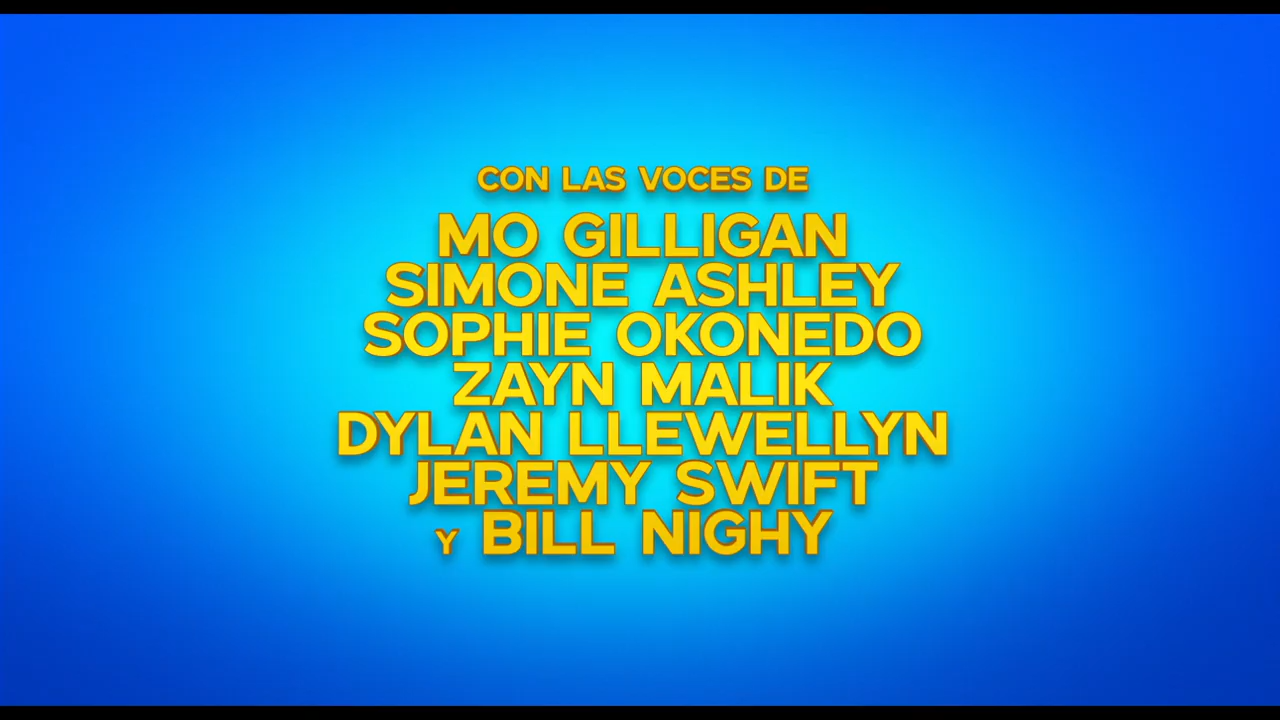 CON LAS VOCES DE
MO GILLIGAN
SIMONE ASHLEY
SOPHIE OKONEDO
ZAYN MALIK
DYLAN LLEWELLYN
JEREMY SWIFT
Y BILL NIGHY